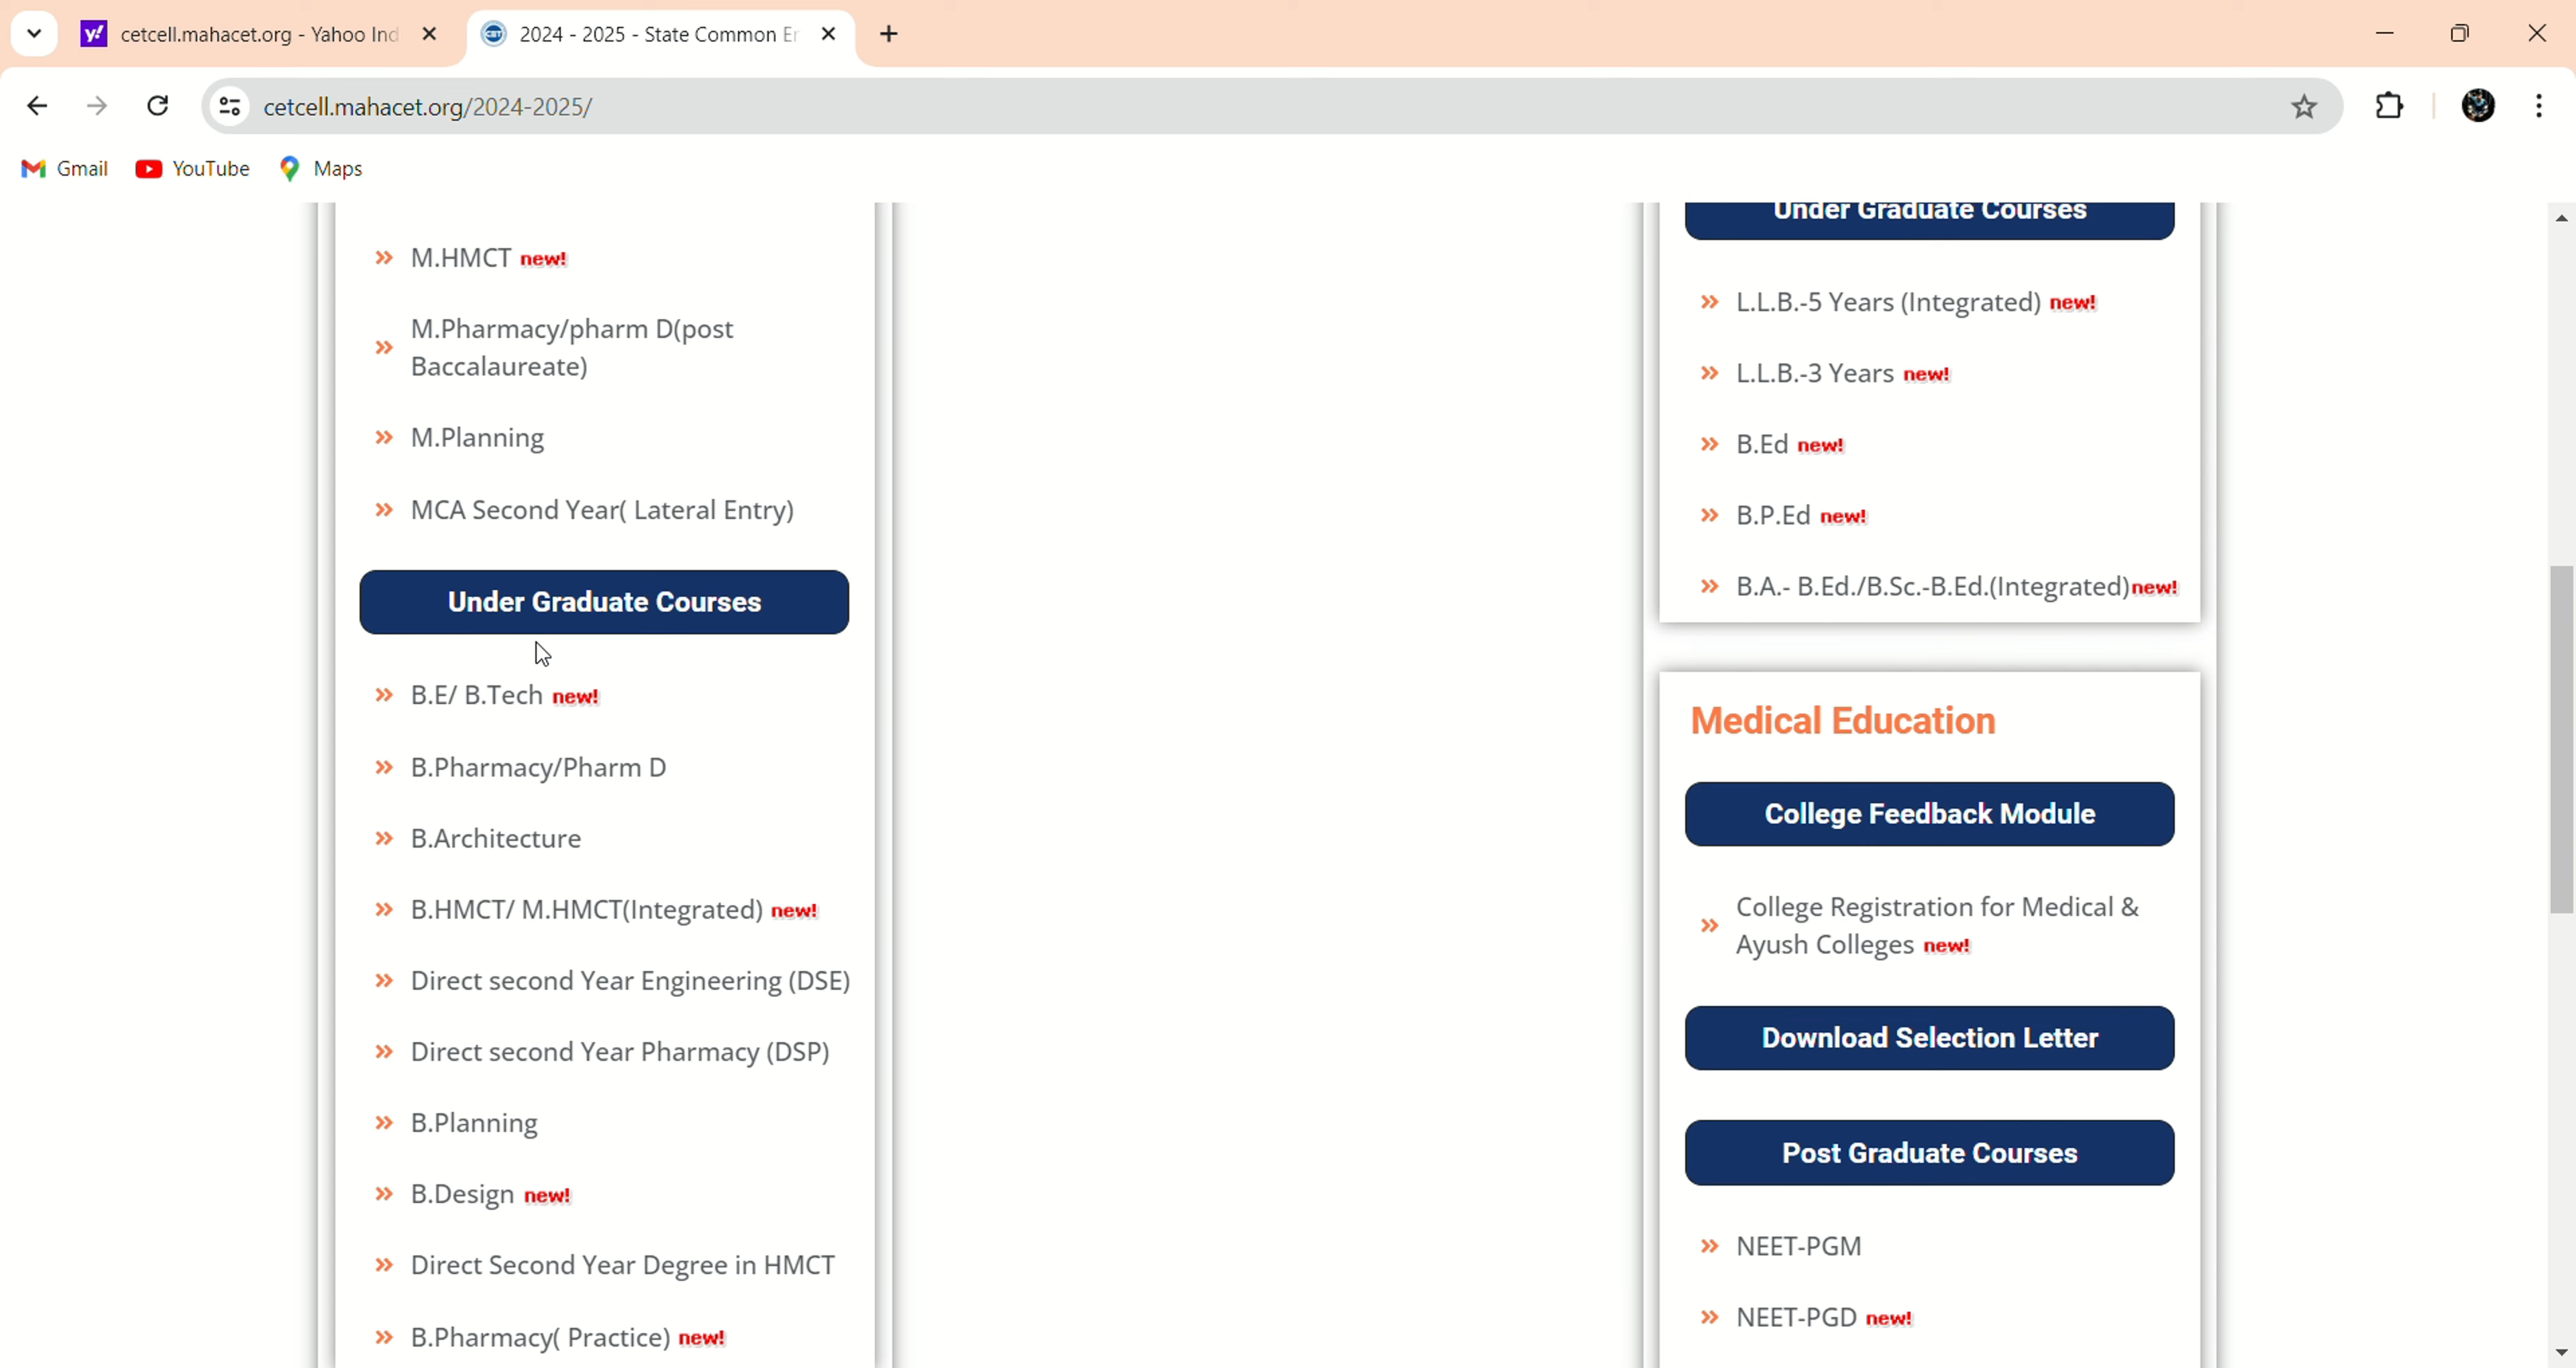 cetcell.mahacet.org - Yahoo Ind
2024 - 2025 - State Common Er
cetcell.mahacet.org/2024-2025/
Gmail
YouTube
Maps
M.HMCT new!
M.Pharmacy/pharm D(post
Baccalaureate)
M.Planning
MCA Second Year( Lateral Entry)
Under Graduate Courses
B.E/ B.Tech new!
B.Pharmacy/Pharm D
B.Architecture
B.HMCT/ M.HMCT(Integrated) new!
Direct second Year Engineering (DSE)
Direct second Year Pharmacy (DSP)
B.Planning
B.Design new!
Direct Second Year Degree in HMCT
B.Pharmacy( Practice) new!
Under Graduate Courses
L.L.B.-5 Years (Integrated) new!
L.L.B.-3 Years new!
B.Ed new!
B.P.Ed new!
B.A.- B.Ed./B.Sc.-B.Ed.(Integrated)new!
Medical Education
College Feedback Module
College Registration for Medical &
Ayush Colleges new!
Download Selection Letter
Post Graduate Courses
NEET-PGM
NEET-PGD new!